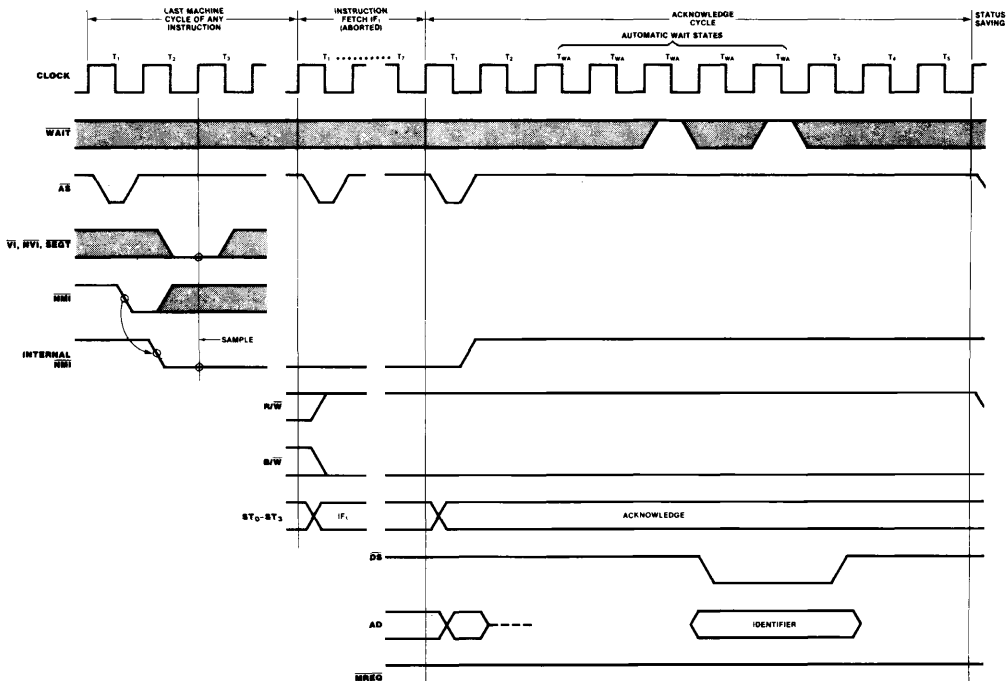 LAST MACHINE
CYCLE OF ANY
INSTRUCTION
INSTRUCTION
FETCH IF₁
(ABORTED)
ACKNOWLEDGE
CYCLE
STATUS
SAVING
AUTOMATIC WAIT STATES
CLOCK
T₁ T₂ T₃ T₁ T₇ T₁ T₂ TWA TWA TWA TWA TWA T₃ T₄ T₅
WAIT
AS
VI, NVI, SEGT
NMI
SAMPLE
INTERNAL
NMI
R/W
B/W
ST₀-ST₃
IF₁
ACKNOWLEDGE
DS
AD
IDENTIFIER
MREQ